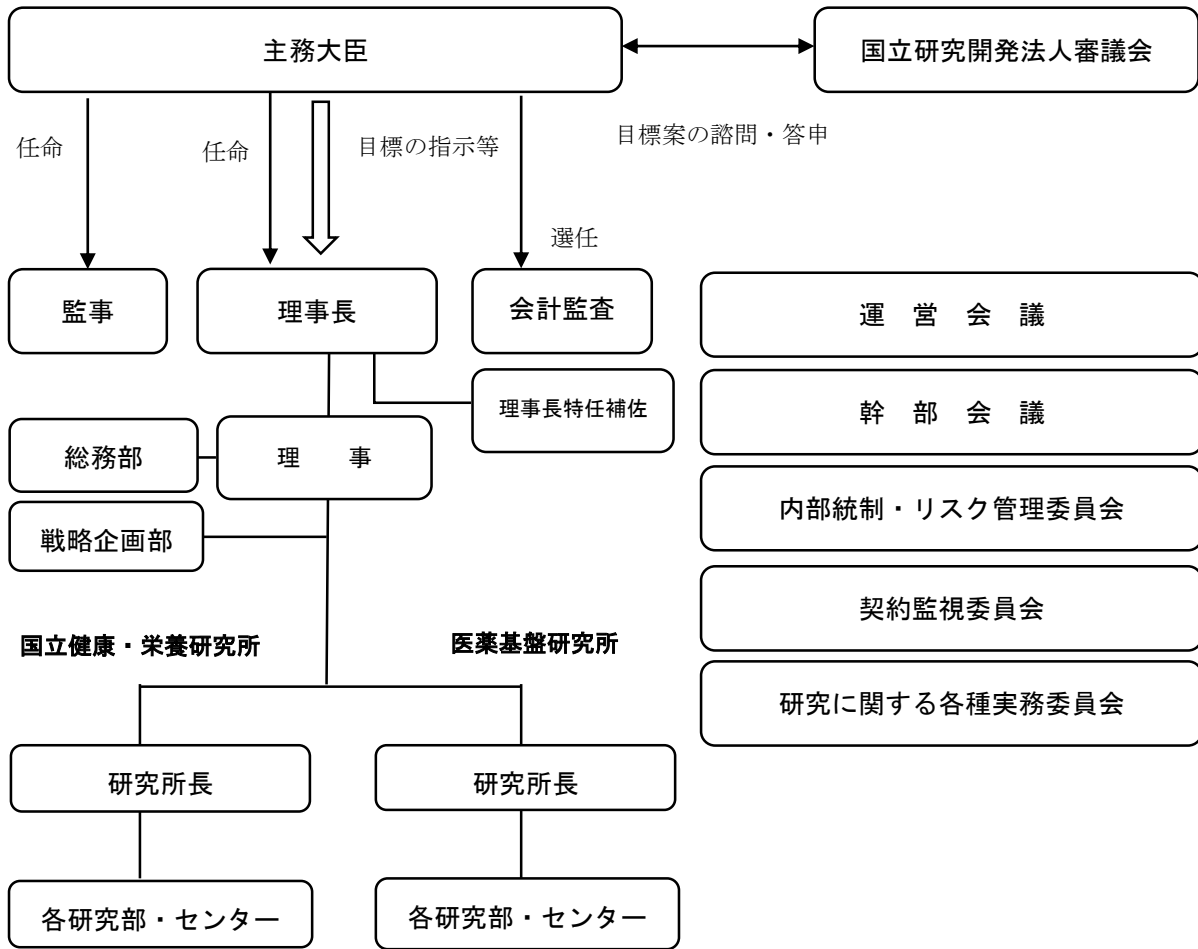 主務大臣
国立研究開発法人審議会
任命
任命
目標の指示等
目標案の諮問・答申
選任
監事
理事長
会計監査
運　営　会　議
理事長特任補佐
幹　部　会　議
総務部
理　　事
内部統制・リスク管理委員会
戦略企画部
契約監視委員会
国立健康・栄養研究所
医薬基盤研究所
研究に関する各種実務委員会
研究所長
研究所長
各研究部・センター
各研究部・センター